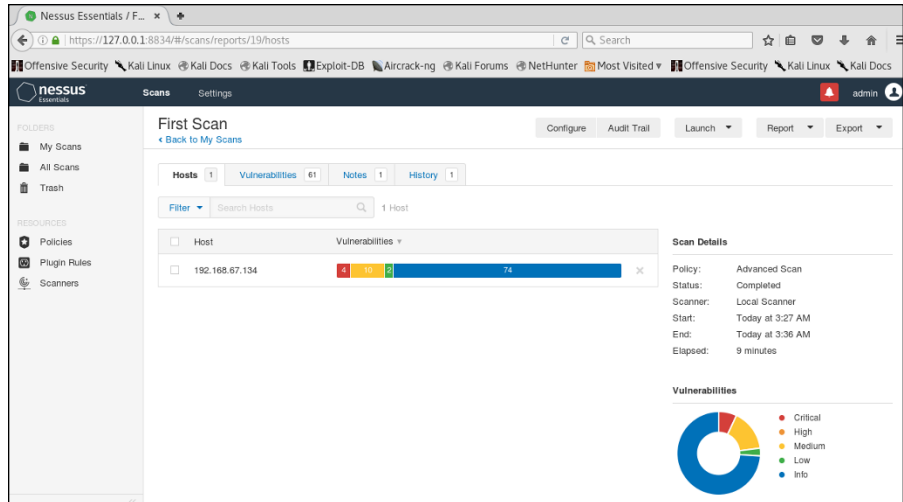 Nessus Essentials / F...
https://127.0.0.1:8834/#/scans/reports/19/hosts
Search
Offensive Security Kali Linux Kali Docs Kali Tools Exploit-DB Aircrack-ng Kali Forums NetHunter Most Visited Offensive Security Kali Linux Kali Docs
nessus Essentials
Scans Settings
admin
FOLDERS
My Scans
All Scans
Trash
RESOURCES
Policies
Plugin Rules
Scanners
First Scan
Back to My Scans
Configure Audit Trail Launch Report Export
Hosts 1 Vulnerabilities 61 Notes 1 History 1
Filter Search Hosts 1 Host
Host Vulnerabilities
192.168.67.134 4 10 2 74
Scan Details
Policy: Advanced Scan
Status: Completed
Scanner: Local Scanner
Start: Today at 3:27 AM
End: Today at 3:36 AM
Elapsed: 9 minutes
Vulnerabilities
Critical
High
Medium
Low
Info